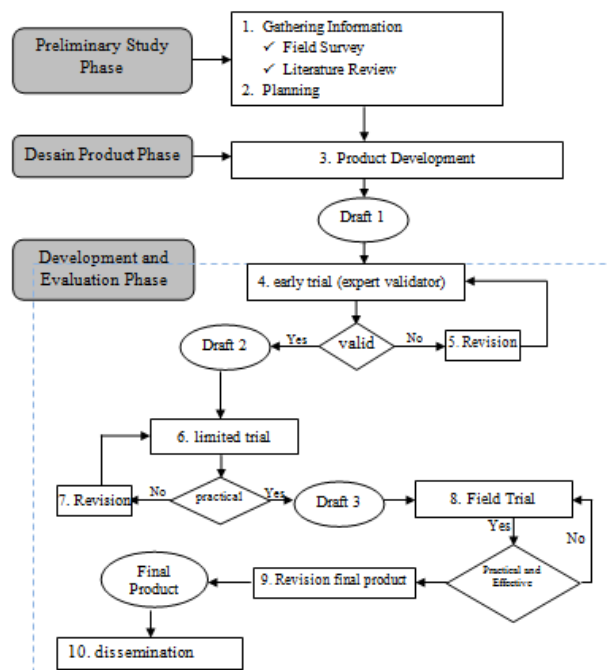 Preliminary Study
Phase
1. Gathering Information
✓ Field Survey
✓ Literature Review
2. Planning
Desain Product Phase
3. Product Development
Draft 1
Development and
Evaluation Phase
4. early trial (expert validator)
Draft 2
Yes
valid
No
5. Revision
6. limited trial
7. Revision
No
practical
Yes
Draft 3
8. Field Trial
Yes
No
Practical and
Effective
9. Revision final product
Final
Product
10. dissemination